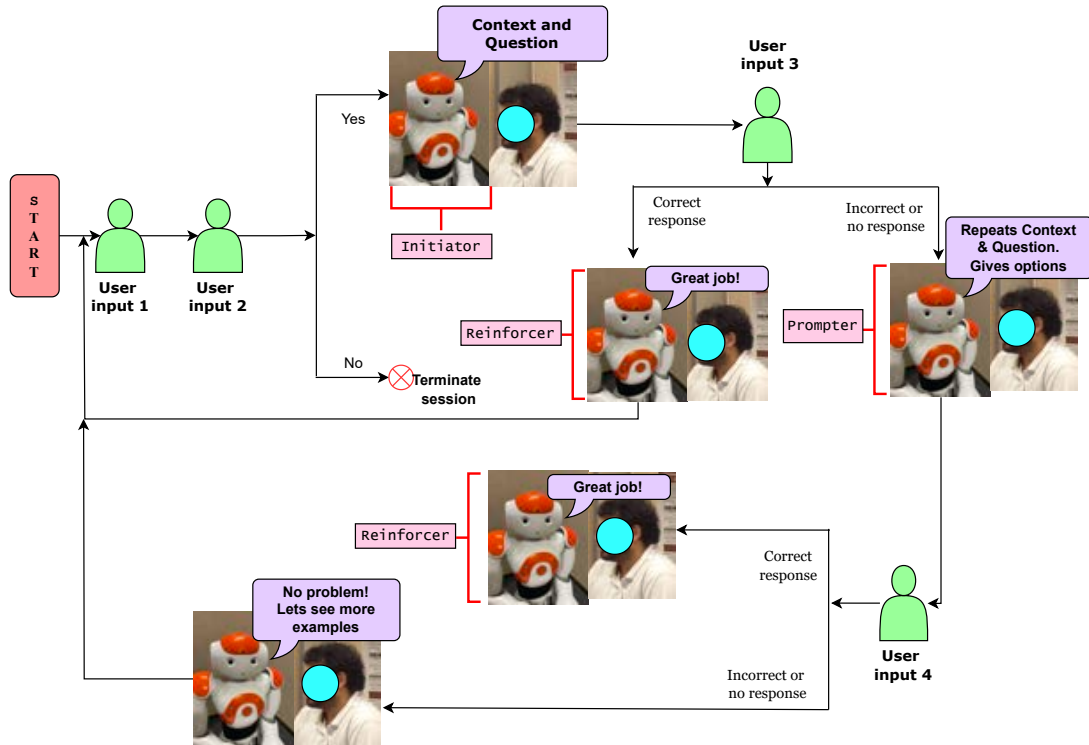 Context and
Question
User
input 3
Yes
START
Initiator
Correct
response
Incorrect or
no response
Repeats Context
& Question.
Gives options
User
input 1
User
input 2
Great job!
Reinforcer
Prompter
No
Terminate
session
Great job!
Reinforcer
Correct
response
No problem!
Lets see more
examples
User
input 4
Incorrect or
no response